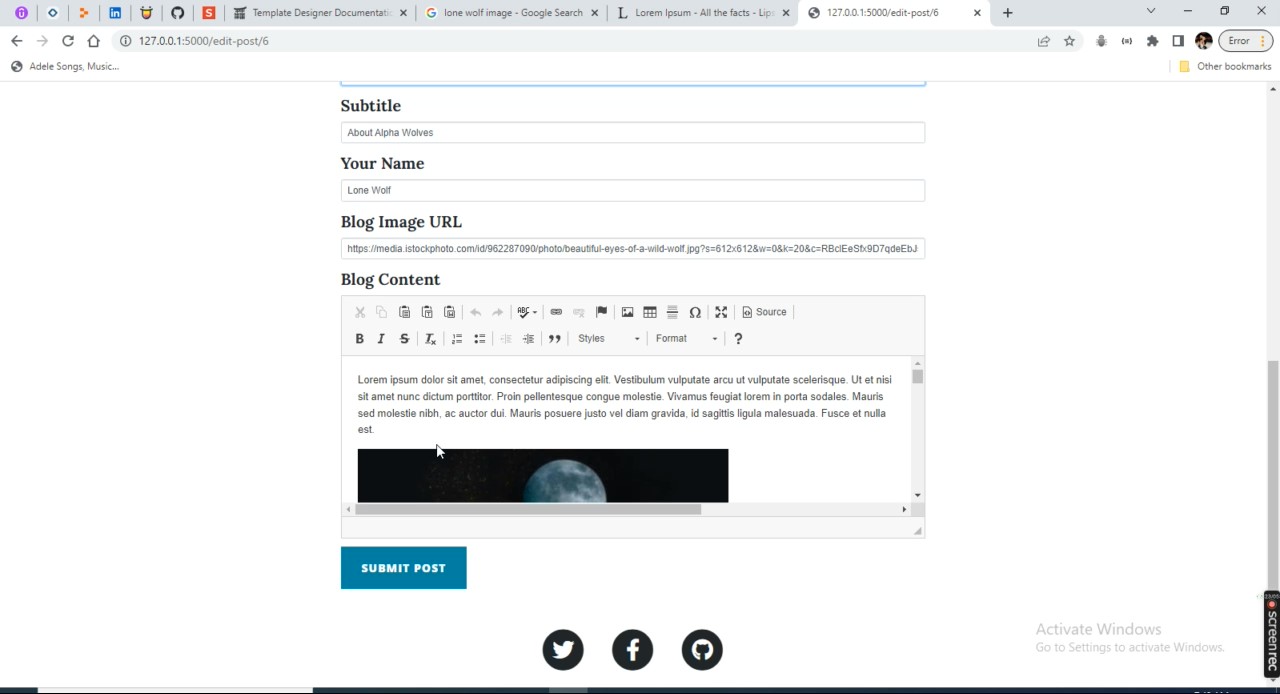 Template Designer Documentati
lone wolf image - Google Search
Lorem Ipsum - All the facts - Lips
127.0.0.1:5000/edit-post/6
127.0.0.1:5000/edit-post/6
Error
Adele Songs, Music...
Other bookmarks
Subtitle
About Alpha Wolves
Your Name
Lone Wolf
Blog Image URL
https://media.istockphoto.com/id/962287090/photo/beautiful-eyes-of-a-wild-wolf.jpg?s=612x612&w=0&k=20&c=RBclEeSfx9D7qdeEbJ
Blog Content
Source
Styles
Format
Lorem ipsum dolor sit amet, consectetur adipiscing elit. Vestibulum vulputate arcu ut vulputate scelerisque. Ut et nisi
sit amet nunc dictum porttitor. Proin pellentesque congue molestie. Vivamus feugiat lorem in porta sodales. Mauris
sed molestie nibh, ac auctor dui. Mauris posuere justo vel diam gravida, id sagittis ligula malesuada. Fusce et nulla
est.
SUBMIT POST
Activate Windows
Go to Settings to activate Windows.
screenrec